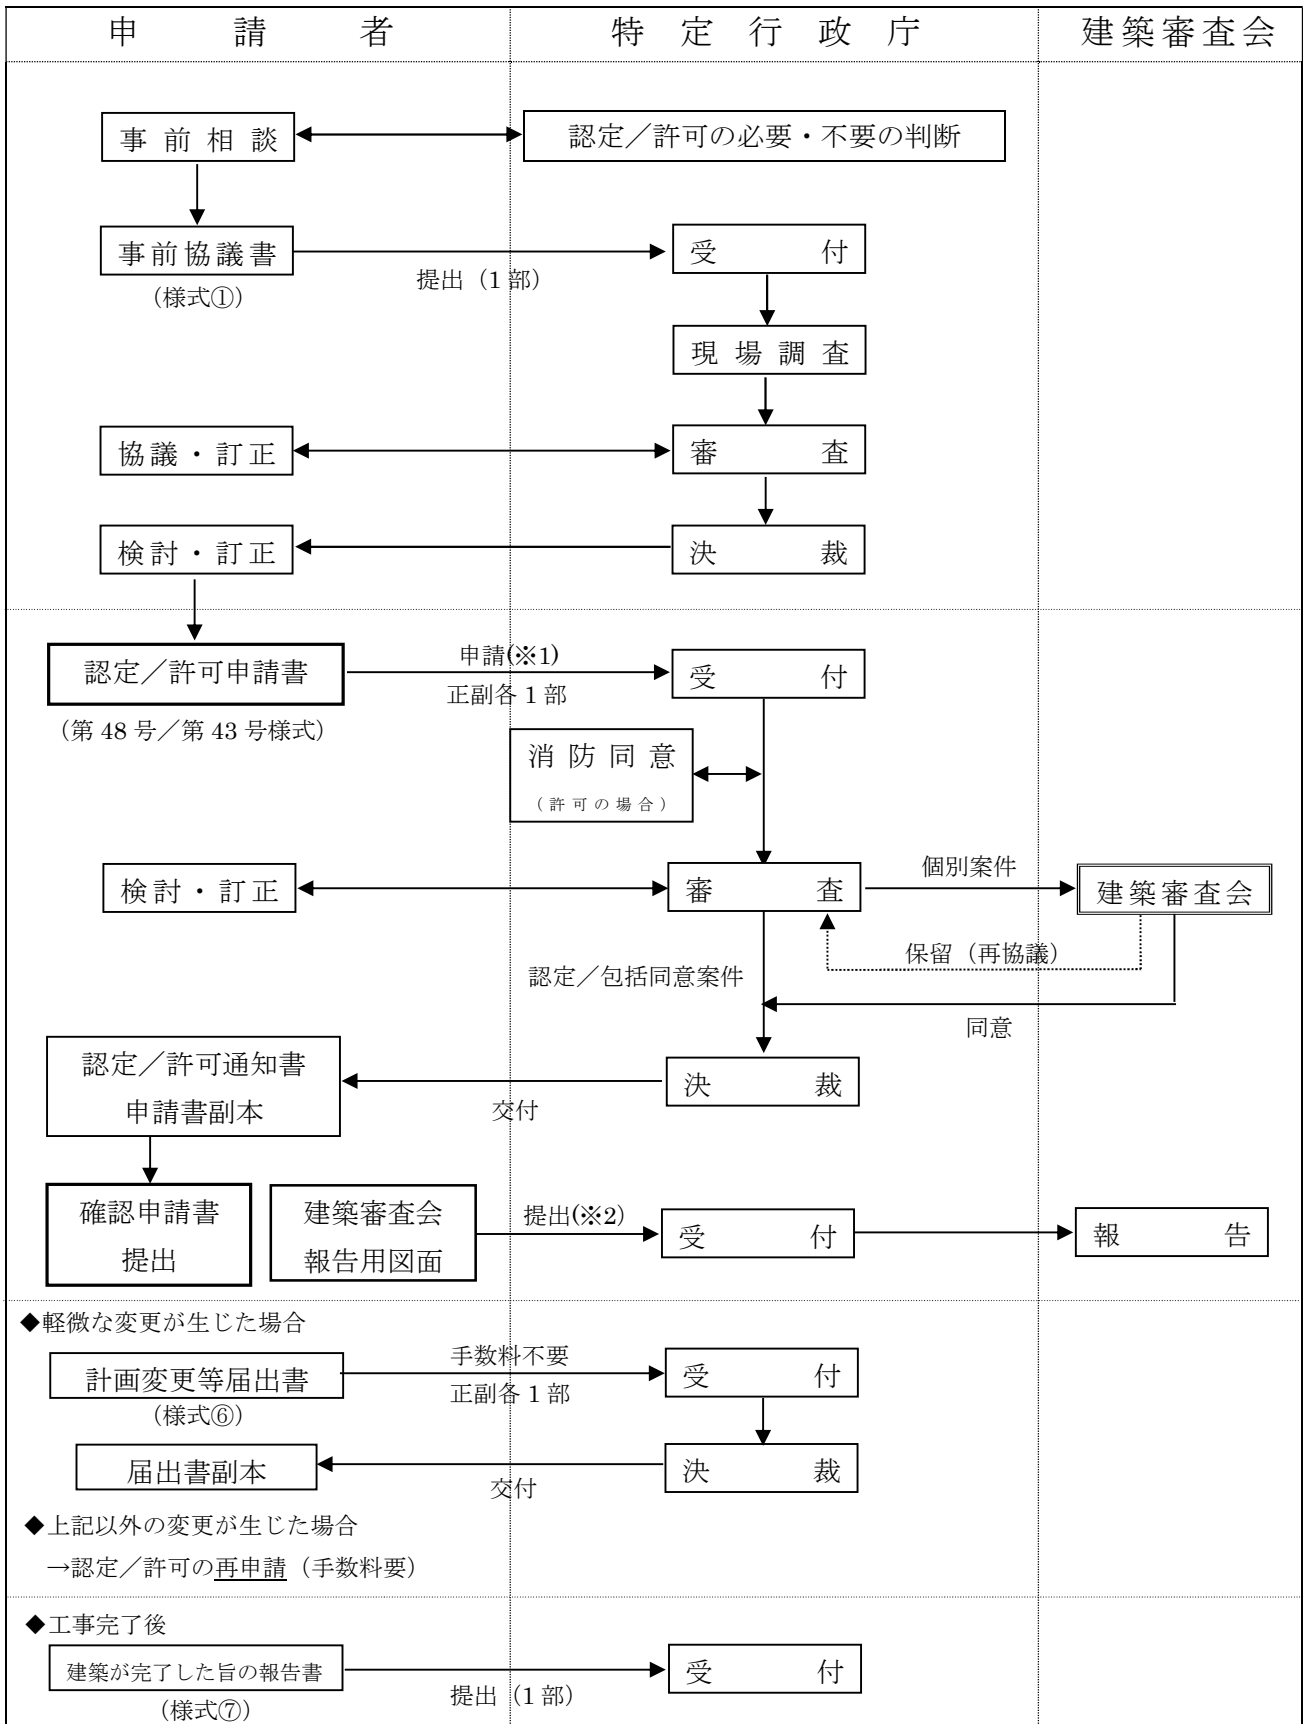 申請者 特定行政庁 建築審査会
事前相談 認定／許可の必要・不要の判断
事前協議書 受付
提出（1部）
（様式①）
現場調査
協議・訂正 審査
検討・訂正 決裁
申請(※1)
認定／許可申請書 受付
正副各1部
（第48号／第43号様式）
消防同意
（許可の場合）
個別案件
検討・訂正 審査 建築審査会
保留（再協議）
認定／包括同意案件
同意
認定／許可通知書
決裁
申請書副本
交付
確認申請書 建築審査会 提出(※2)
受付 報告
提出 報告用図面
◆軽微な変更が生じた場合
手数料不要
計画変更等届出書 受付
正副各1部
（様式⑥）
届出書副本 決裁
交付
◆上記以外の変更が生じた場合
→認定／許可の再申請（手数料要）
◆工事完了後
建築が完了した旨の報告書 受付
提出（1部）
（様式⑦）